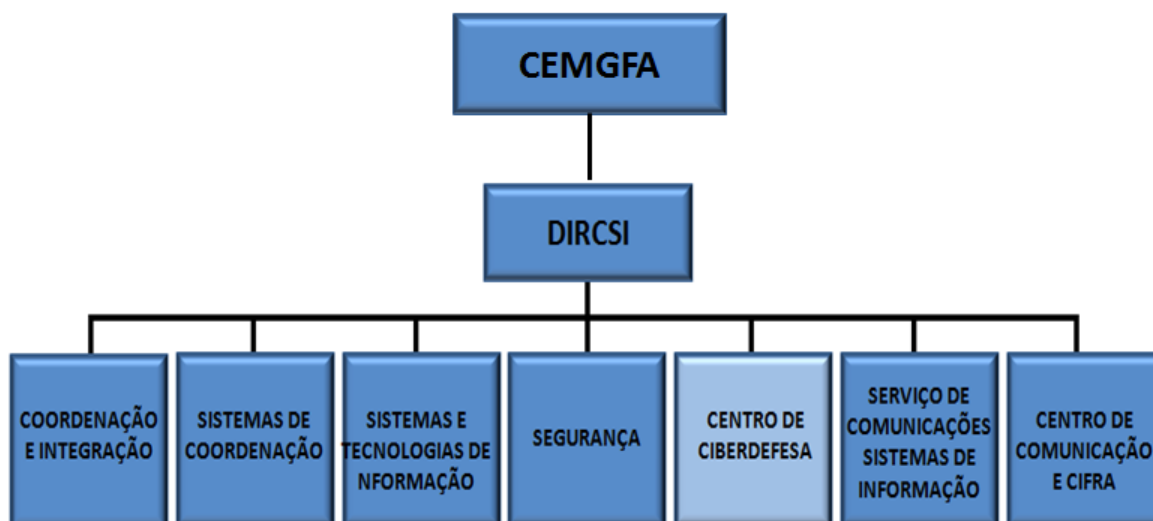 CEMGFA
DIRCSI
COORDENAÇÃO
E INTEGRAÇÃO
SISTEMAS DE
COORDENAÇÃO
SISTEMAS E
TECNOLOGIAS DE
NFORMAÇÃO
SEGURANÇA
CENTRO DE
CIBERDEFESA
SERVIÇO DE
COMUNICAÇÕES
SISTEMAS DE
INFORMAÇÃO
CENTRO DE
COMUNICAÇÃO
E CIFRA